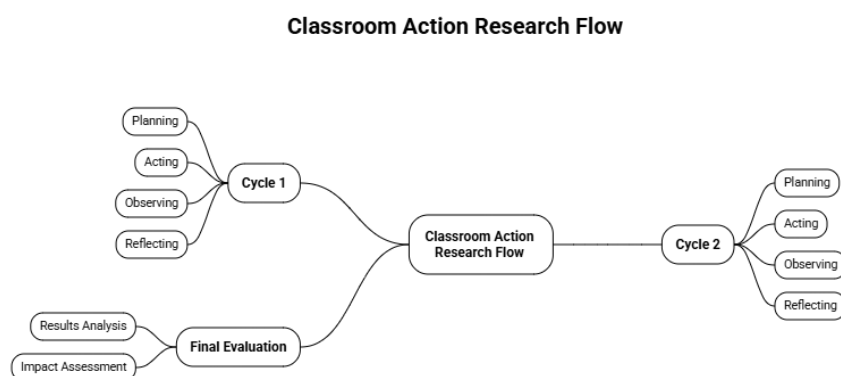 Classroom Action Research Flow
Planning
Acting
Observing
Reflecting
Cycle 1
Results Analysis
Impact Assessment
Final Evaluation
Classroom Action
Research Flow
Cycle 2
Planning
Acting
Observing
Reflecting